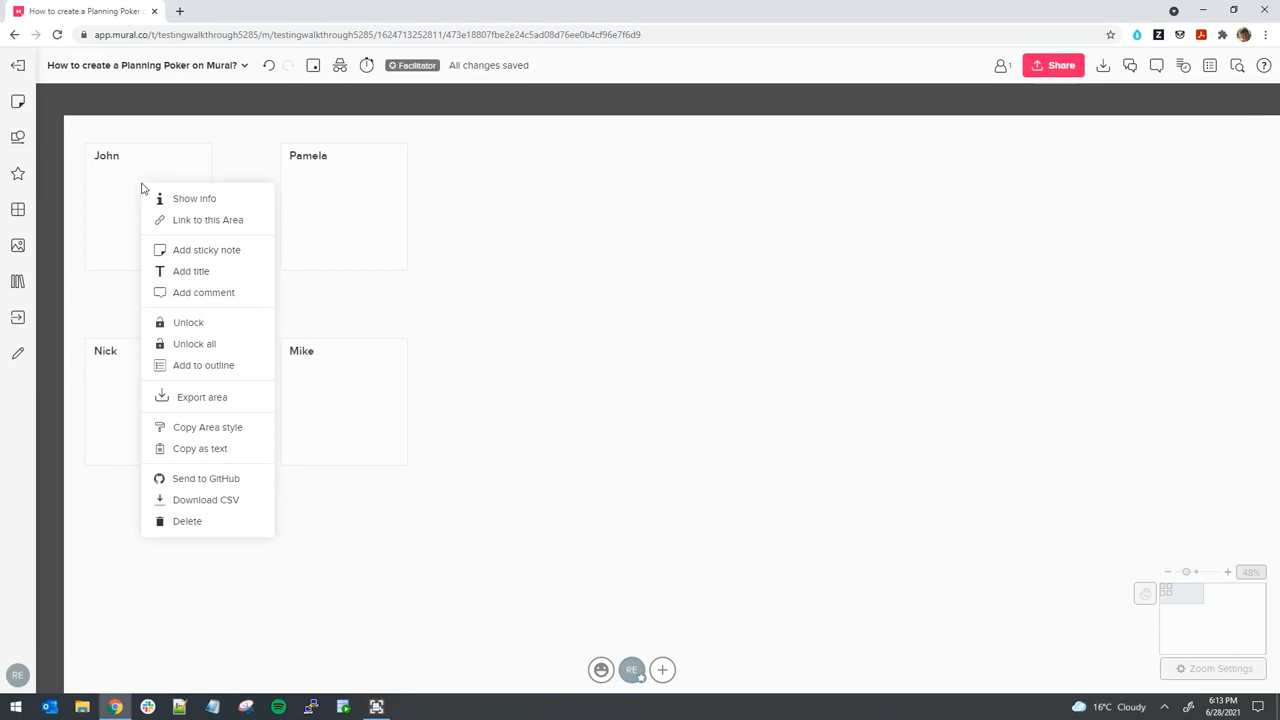 How to create a Planning Poker o
app.mural.co/t/testingwalkthrough5285/m/testingwalkthrough5285/1624713252811/473e18807fbe2e24c5ad08d76ee0b4cf96e7f6d9
How to create a Planning Poker on Mural?
Facilitator
All changes saved
1
Share
John
Pamela
Show info
Link to this Area
Add sticky note
Add title
Add comment
Unlock
Unlock all
Add to outline
Export area
Copy Area style
Copy as text
Send to GitHub
Download CSV
Delete
Nick
Mike
48%
Zoom Settings
RE
RE
16°C Cloudy
6:13 PM
6/28/2021